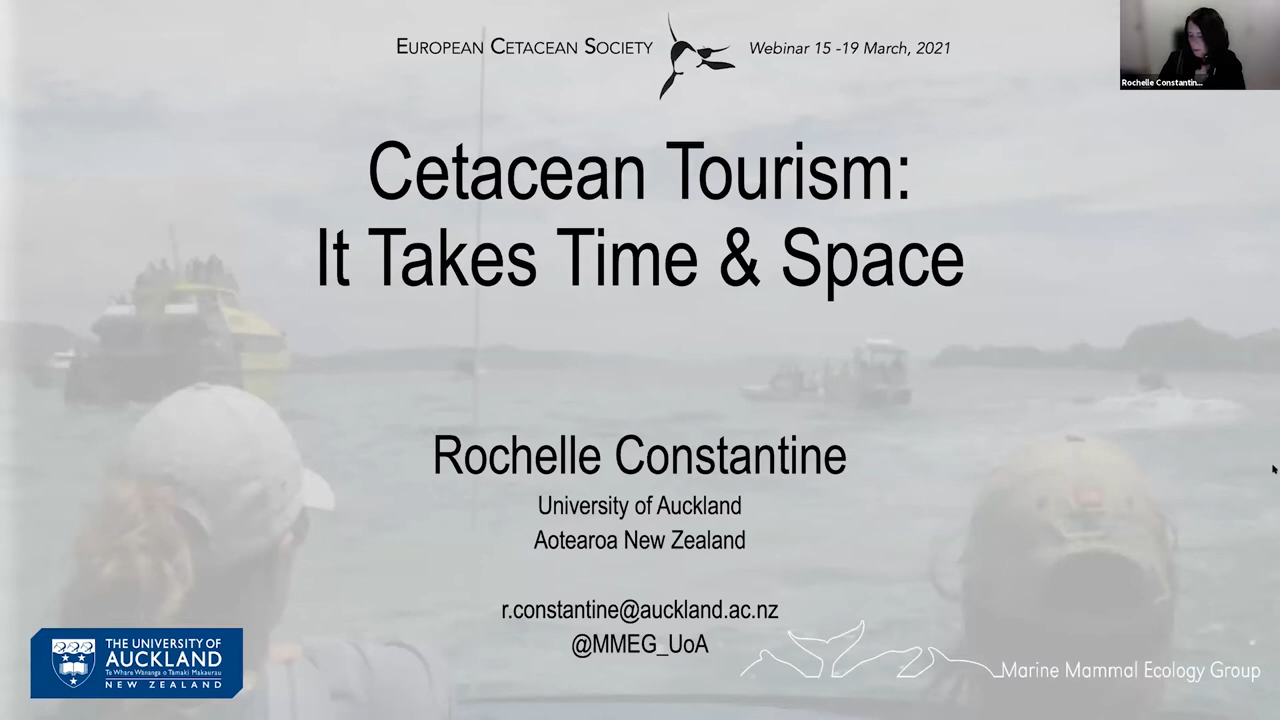 EUROPEAN CETACEAN SOCIETY
Webinar 15 -19 March, 2021
Rochelle Constantin...
Cetacean Tourism:
It Takes Time & Space
Rochelle Constantine
University of Auckland
Aotearoa New Zealand
r.constantine@auckland.ac.nz
@MMEG_UoA
THE UNIVERSITY OF
AUCKLAND
Te Whare Wānanga o Tāmaki Makaurau
NEW ZEALAND
Marine Mammal Ecology Group